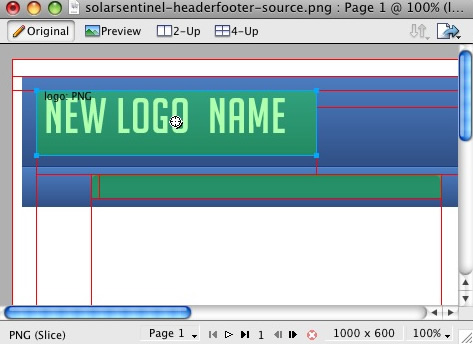 solarsentinel-headerfooter-source.png : Page 1 @ 100% (l...
Original Preview 2-Up 4-Up
logo: PNG
NEW LOGO NAME
PNG (Slice) Page 1 1 1000 x 600 100%